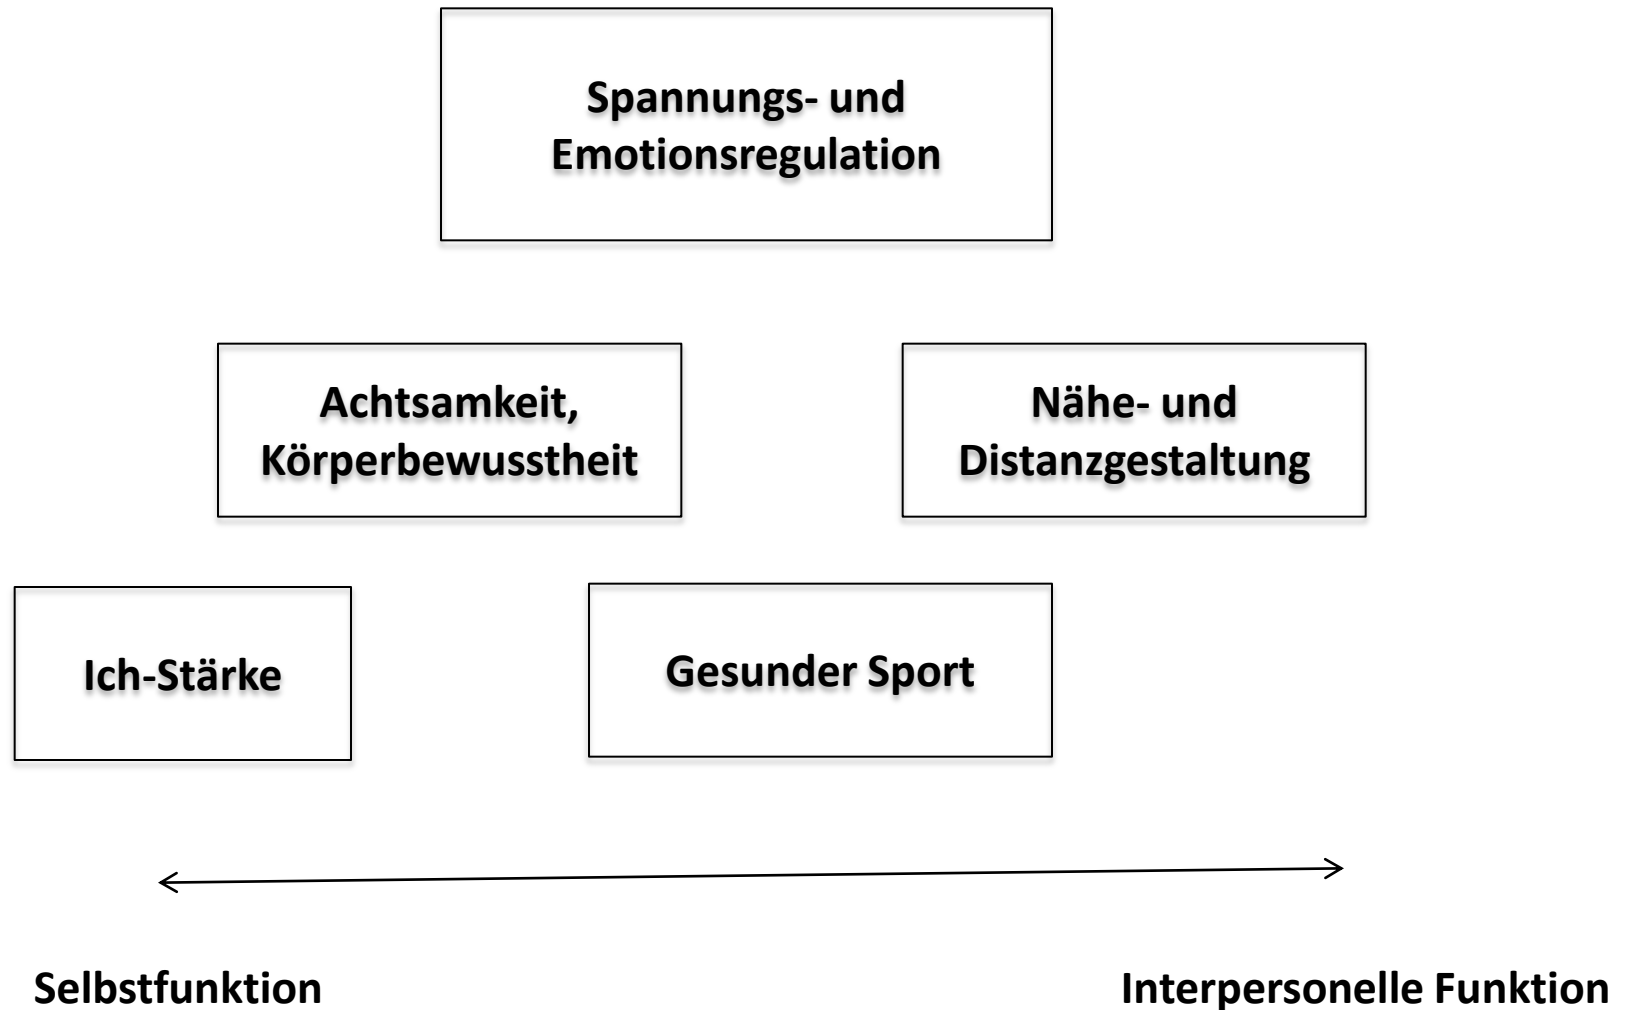 Spannungs- und
Emotionsregulation
Achtsamkeit,
Körperbewusstheit
Nähe- und
Distanzgestaltung
Ich-Stärke
Gesunder Sport
Selbstfunktion
Interpersonelle Funktion